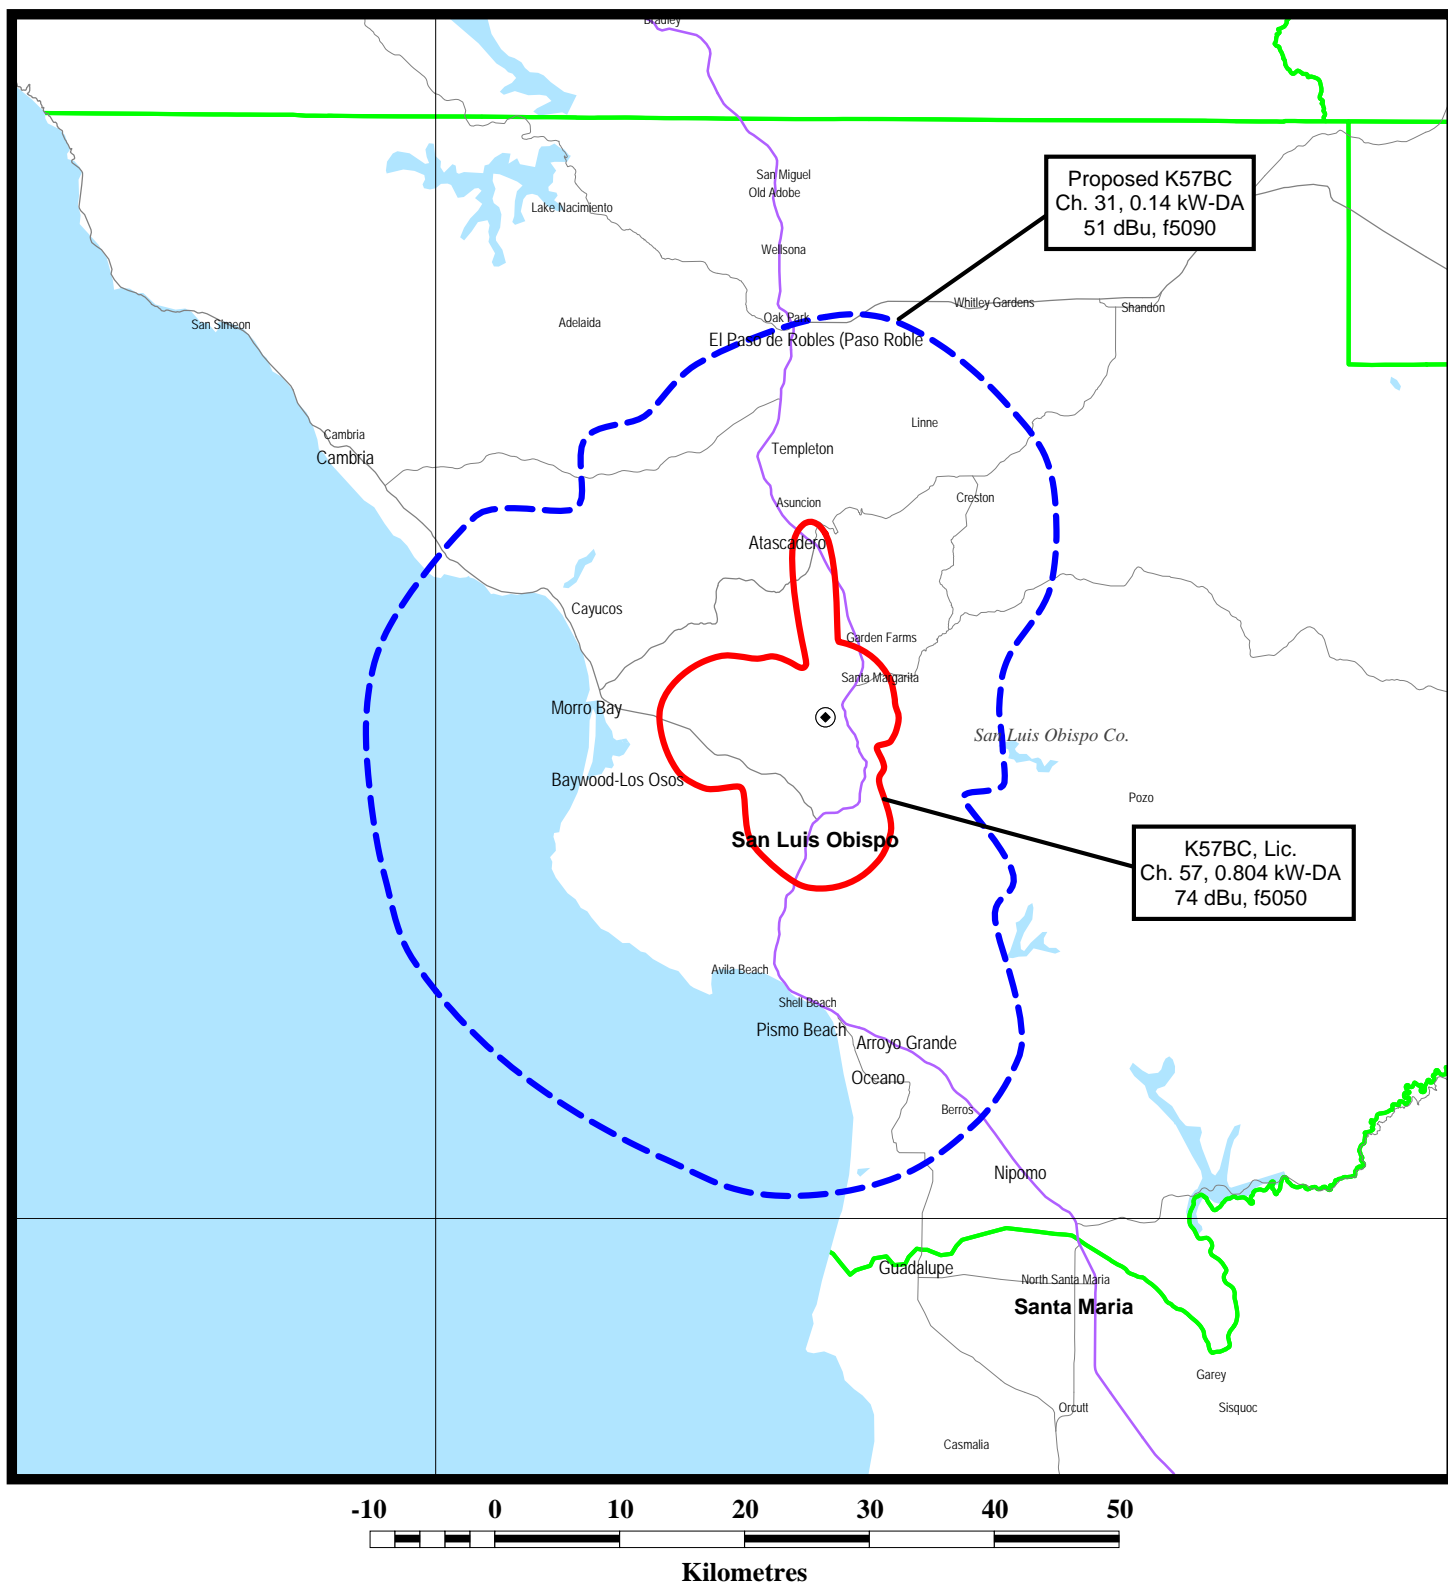 Bradley
San Miguel
Old Adobe
Lake Nacimiento
Proposed K57BC
Ch. 31, 0.14 kW-DA
51 dBu, f5090
Wellsona
Whitley Gardens
Shandon
Oak Park
San Simeon
Adelaida
El Paso de Robles (Paso Roble
Linne
Cambria
Templeton
Cambria
Creston
Asuncion
Atascadero
Cayucos
Garden Farms
Santa Margarita
Morro Bay
San Luis Obispo Co.
Baywood-Los Osos
Pozo
San Luis Obispo
K57BC, Lic.
Ch. 57, 0.804 kW-DA
74 dBu, f5050
Avila Beach
Shell Beach
Pismo Beach
Arroyo Grande
Oceano
Berros
Nipomo
Guadalupe
North Santa Maria
Santa Maria
Garey
Orcutt
Sisquoc
Casmalia
-10 0 10 20 30 40 50
Kilometres